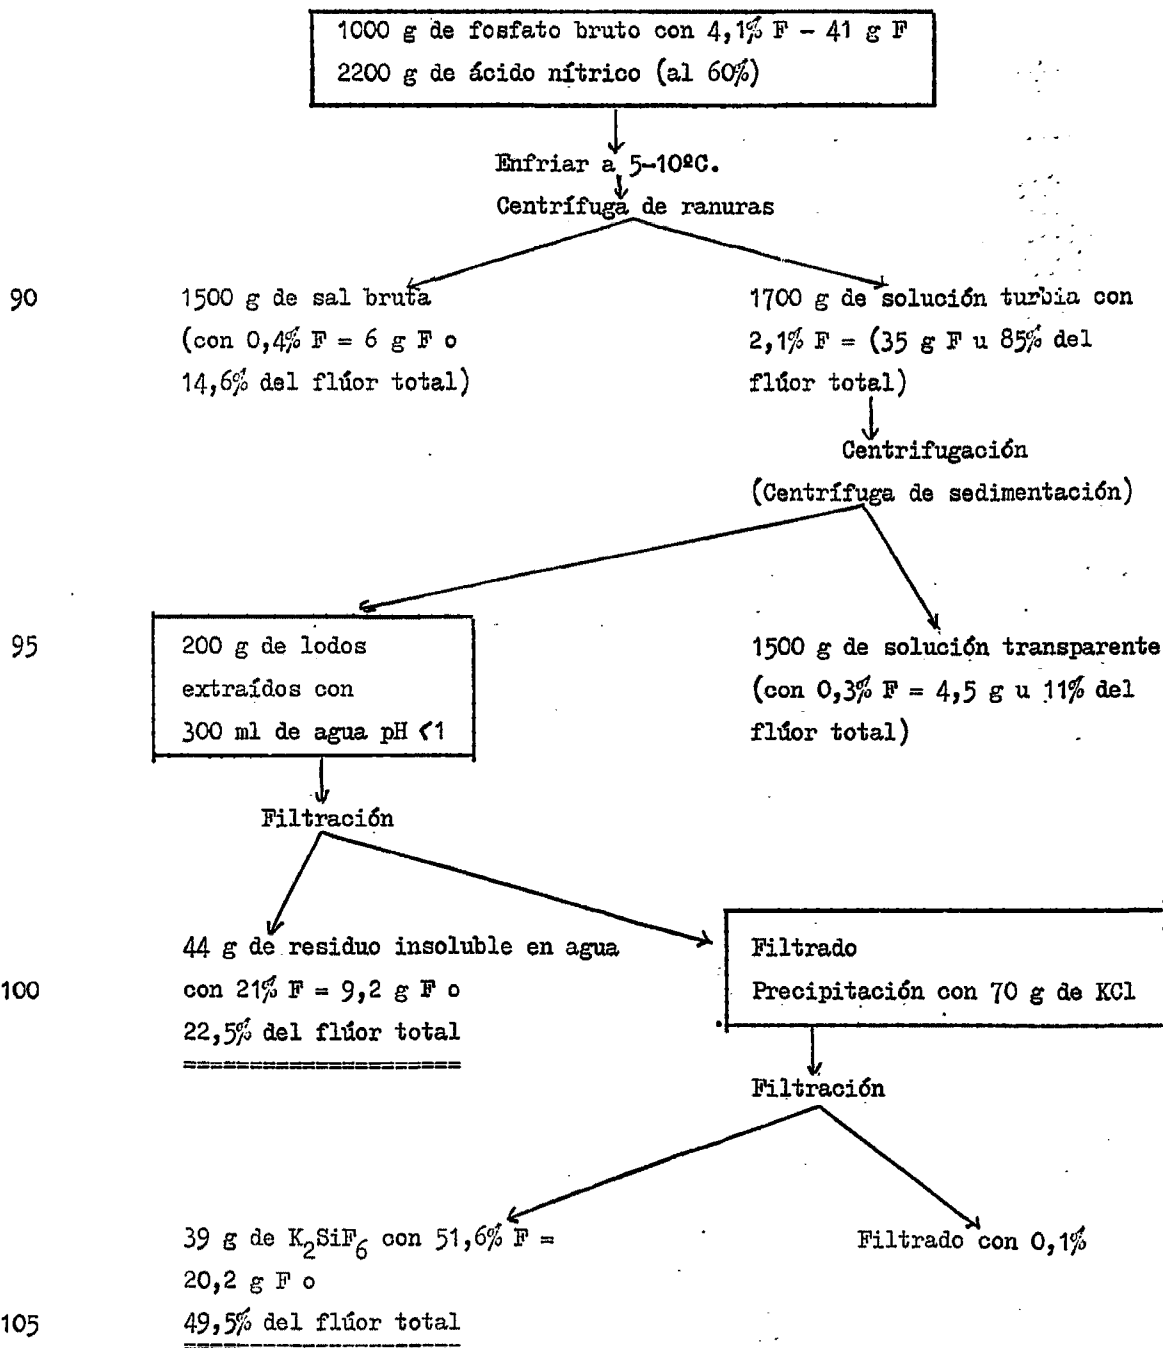 1000 g de fosfato bruto con 4,1% F - 41 g F
2200 g de ácido nítrico (al 60%)
Enfriar a 5-10ºC.
Centrífuga de ranuras
90
1500 g de sal bruta
(con 0,4% F = 6 g F o
14,6% del flúor total)
1700 g de solución turbia con
2,1% F = (35 g F u 85% del
flúor total)
Centrifugación
(Centrífuga de sedimentación)
95
200 g de lodos
extraídos con
300 ml de agua pH <1
1500 g de solución transparente
(con 0,3% F = 4,5 g u 11% del
flúor total)
Filtración
44 g de residuo insoluble en agua
100
con 21% F = 9,2 g F o
22,5% del flúor total
Filtrado
Precipitación con 70 g de KCl
Filtración
39 g de K2SiF6 con 51,6% F =
20,2 g F o
105
49,5% del flúor total
Filtrado con 0,1%